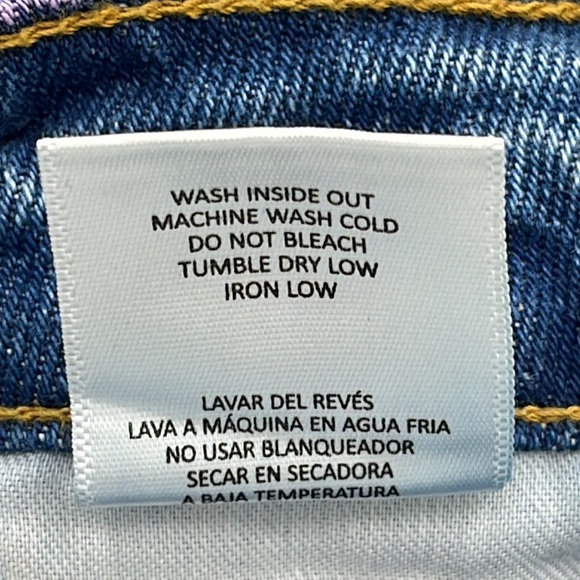 WASH INSIDE OUT
MACHINE WASH COLD
DO NOT BLEACH
TUMBLE DRY LOW
IRON LOW
LAVAR DEL REVÉS
LAVA A MÁQUINA EN AGUA FRIA
NO USAR BLANQUEADOR
SECAR EN SECADORA
A BAJA TEMPERATURA